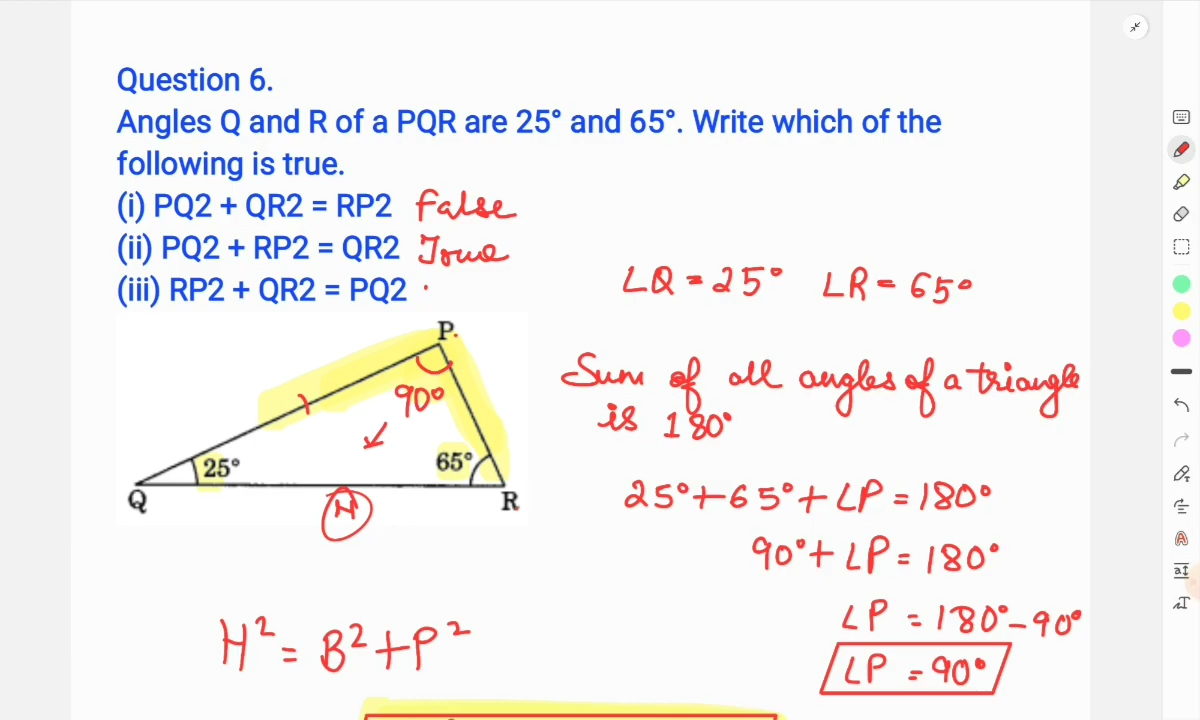 Question 6.
Angles Q and R of a PQR are 25° and 65°. Write which of the
following is true.
(i) PQ2 + QR2 = RP2 False
(ii) PQ2 + RP2 = QR2 True
(iii) RP2 + QR2 = PQ2
∠Q = 25° ∠R = 65°
P
90°
25°
65°
Q
R
H
Sum of all angles of a triangle
is 180°
25°+65°+∠P = 180°
90°+∠P = 180°
∠P = 180°-90°
∠P = 90°
H² = B²+P²